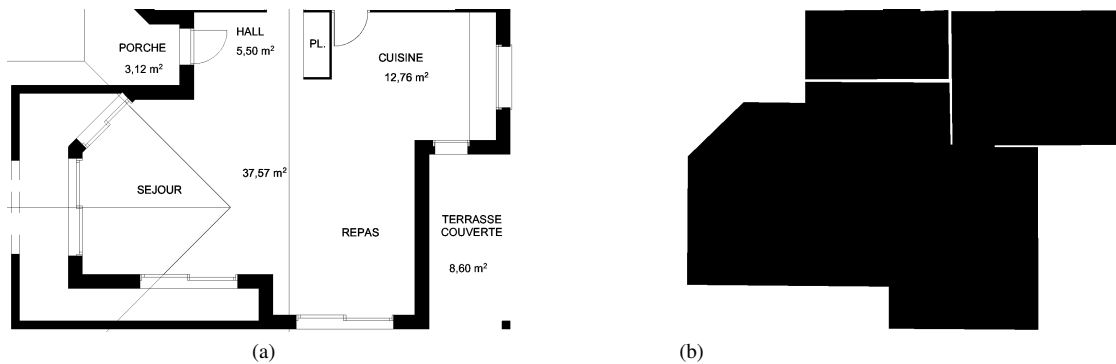 HALL
5,50 m²
PORCHE
3,12 m²
PL.
CUISINE
12,76 m²
37,57 m²
SEJOUR
REPAS
TERRASSE
COUVERTE
8,60 m²
(a)
(b)